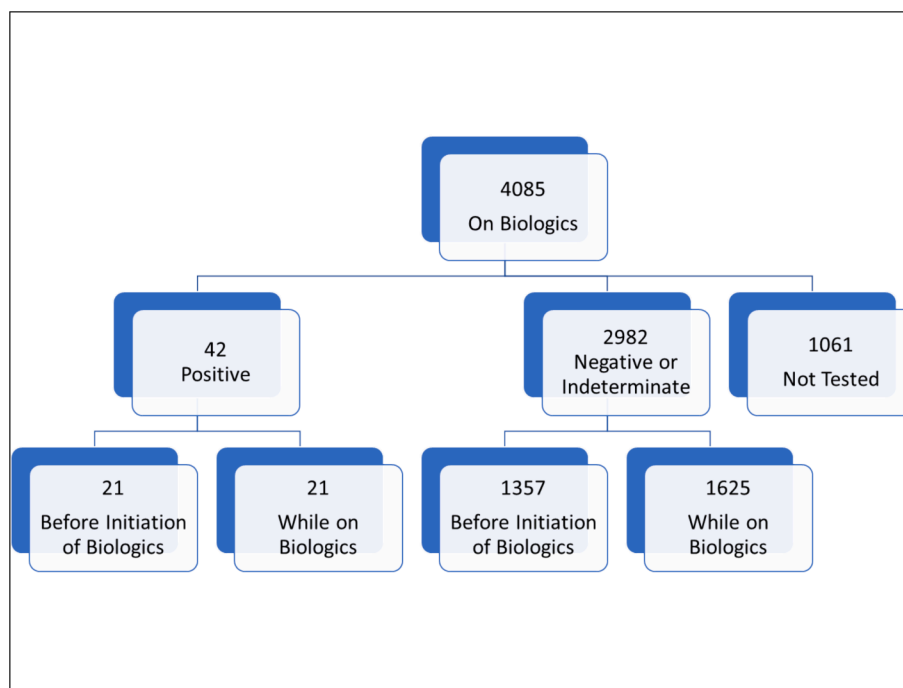 4085
On Biologics
42
Positive
2982
Negative or
Indeterminate
1061
Not Tested
21
Before Initiation
of Biologics
21
While on
Biologics
1357
Before Initiation
of Biologics
1625
While on
Biologics